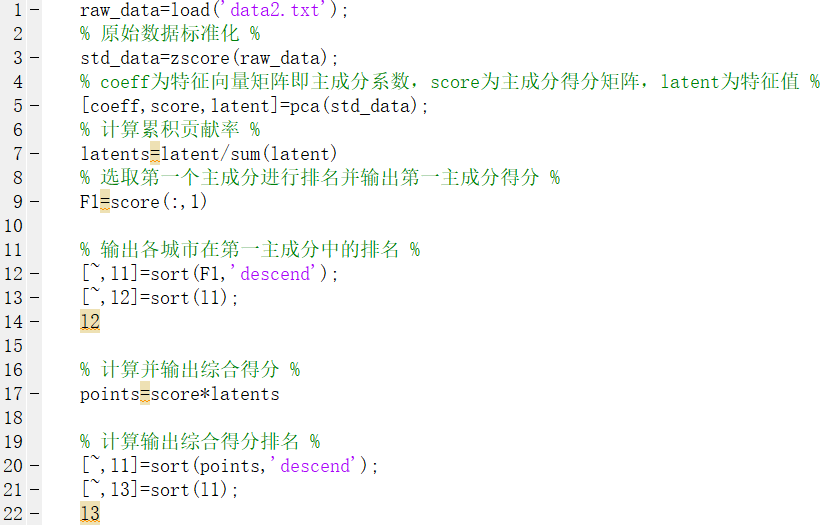 1 - raw_data=load('data2.txt');
2 % 原始数据标准化 %
3 - std_data=zscore(raw_data);
4 % coeff为特征向量矩阵即主成分系数，score为主成分得分矩阵，latent为特征值 %
5 - [coeff,score,latent]=pca(std_data);
6 % 计算累积贡献率 %
7 - latents=latent/sum(latent)
8 % 选取第一个主成分进行排名并输出第一主成分得分 %
9 - F1=score(:,1)
10
11 % 输出各城市在第一主成分中的排名 %
12 - [~,l1]=sort(F1,'descend');
13 - [~,l2]=sort(l1);
14 - l2
15
16 % 计算并输出综合得分 %
17 - points=score*latents
18
19 % 计算输出综合得分排名 %
20 - [~,l1]=sort(points,'descend');
21 - [~,l3]=sort(l1);
22 - l3